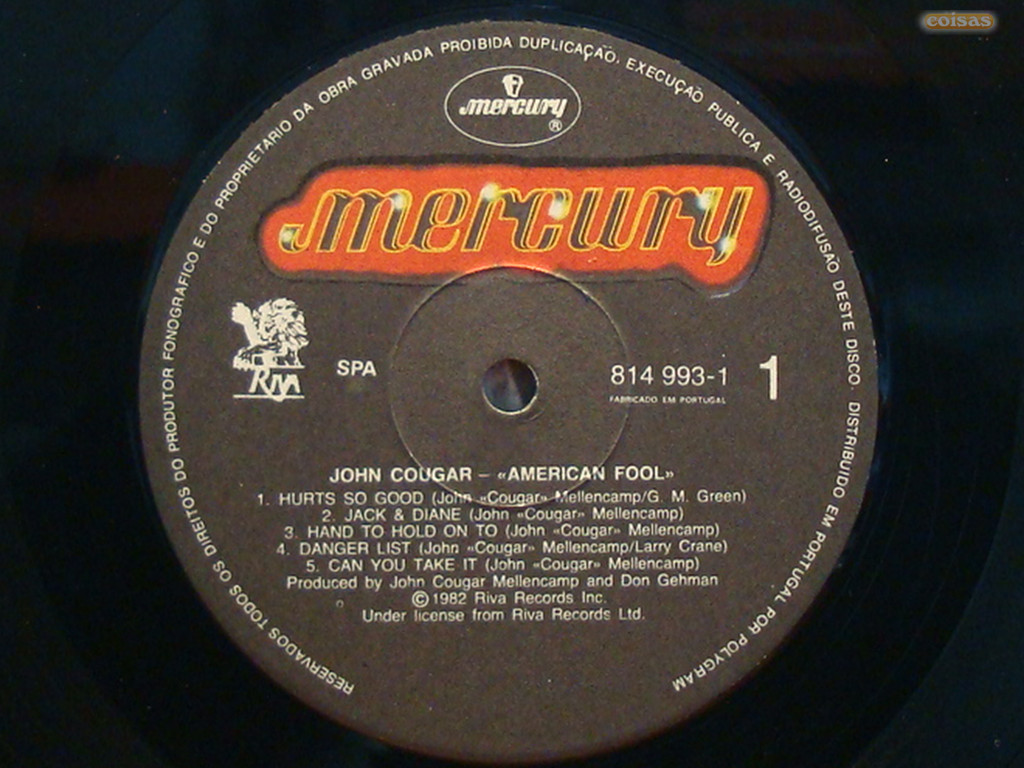 coisas
RESERVADOS TODOS OS DIREITOS DO PRODUTOR FONOGRAFICO E DO PROPRIETARIO DA OBRA GRAVADA PROIBIDA DUPLICAÇAO, EXECUÇAO PUBLICA E RADIODIFUSAO DESTE DISCO. DISTRIBUIDO EM PORTUGAL POR POLYGRAM
mercury ®
mercury
Riva
SPA
814 993-1
1
FABRICADO EM PORTUGAL
JOHN COUGAR – «AMERICAN FOOL»
1. HURTS SO GOOD (John «Cougar» Mellencamp/G. M. Green)
2. JACK & DIANE (John «Cougar» Mellencamp)
3. HAND TO HOLD ON TO (John «Cougar» Mellencamp)
4. DANGER LIST (John «Cougar» Mellencamp/Larry Crane)
5. CAN YOU TAKE IT (John «Cougar» Mellencamp)
Produced by John Cougar Mellencamp and Don Gehman
© 1982 Riva Records Inc.
Under license from Riva Records Ltd.